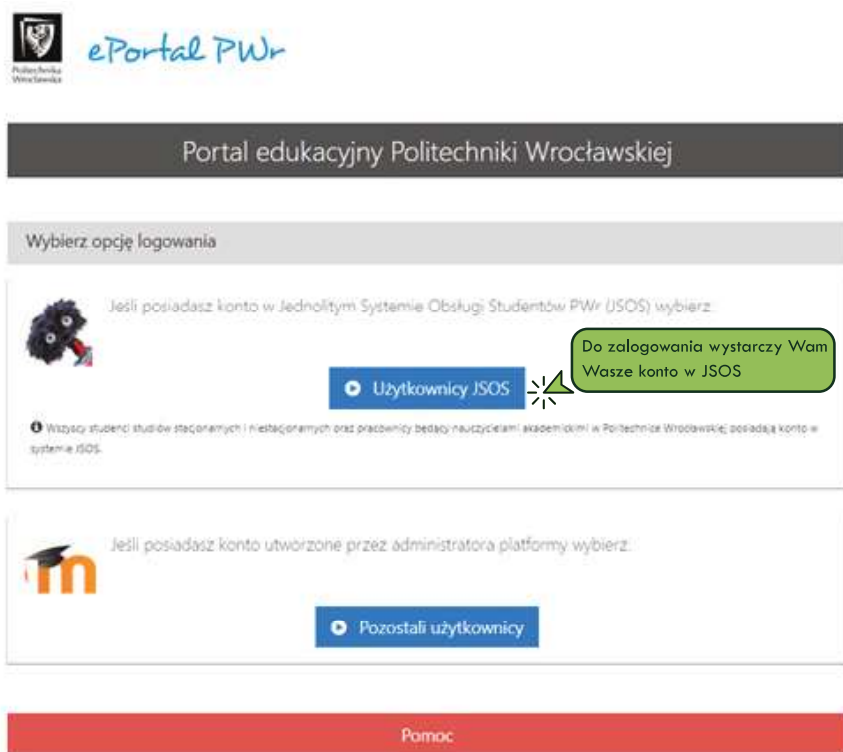 Politechnika
Wrocławska
ePortal PWr
Portal edukacyjny Politechniki Wrocławskiej
Wybierz opcję logowania
Jeśli posiadasz konto w Jednolitym Systemie Obsługi Studentów PWr (JSOS) wybierz:
Do zalogowania wystarczy Wam
Wasze konto w JSOS
Użytkownicy JSOS
Wszyscy studenci studiów stacjonarnych i niestacjonarnych oraz pracownicy będący nauczycielami akademickimi w Politechnice Wrocławskiej posiadają konto w
systemie JSOS.
Jeśli posiadasz konto utworzone przez administratora platformy wybierz:
m
Pozostali użytkownicy
Pomoc